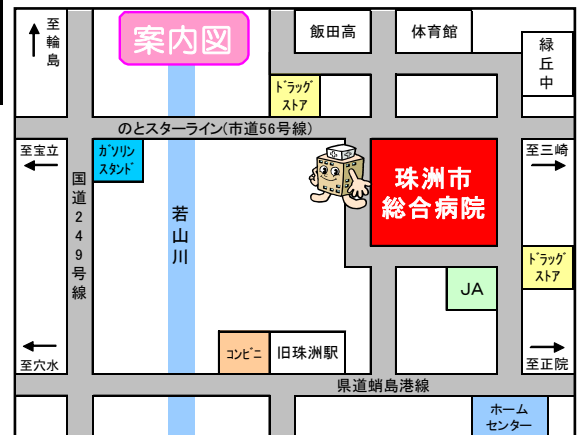 至
輪
島
案内図
飯田高
体育館
緑
丘
中
ﾄﾞﾗｯｸﾞ
ｽﾄｱ
のとスターライン(市道56号線)
至宝立
ｶﾞｿﾘﾝ
ｽﾀﾝﾄﾞ
至三崎
国
道
2
4
9
号
線
若
山
川
珠洲市
総合病院
ﾄﾞﾗｯｸﾞ
ｽﾄｱ
JA
至穴水
ｺﾝﾋﾞﾆ
旧珠洲駅
至正院
県道蛸島港線
ホーム
センター